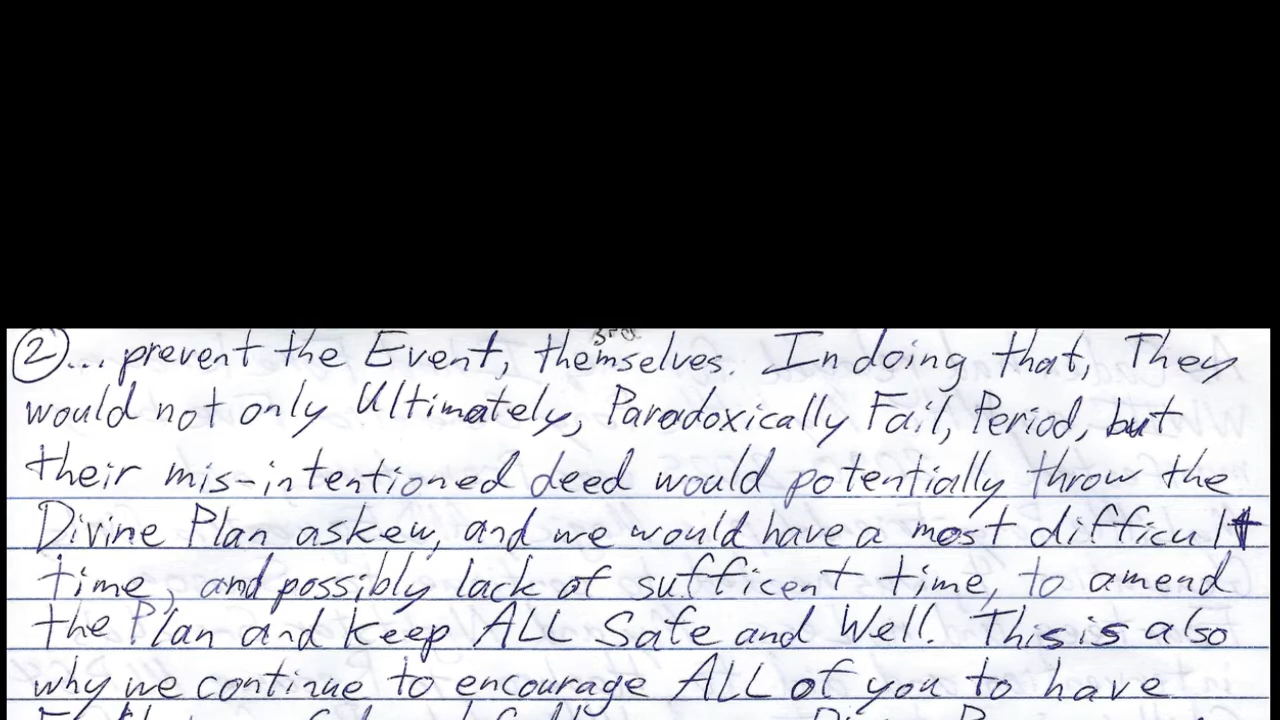 3rd
②... prevent the Event, themselves. In doing that, They
would not only Ultimately, Paradoxically Fail, Period, but
their mis-intentioned deed would potentially throw the
Divine Plan askew, and we would have a most difficult
time, and possibly lack of sufficent time, to amend
the Plan and keep ALL Safe and Well. This is also
why we continue to encourage ALL of you to have